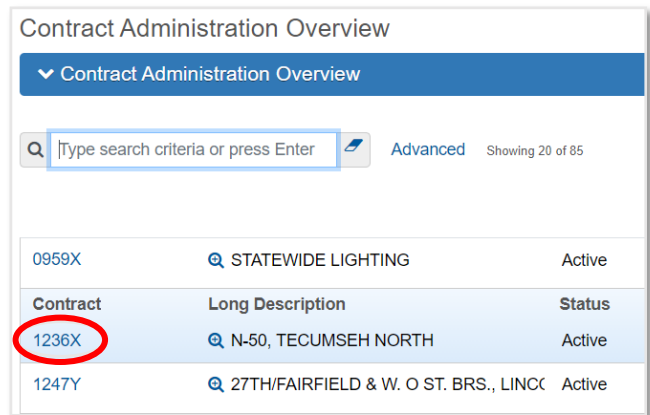 Contract Administration Overview
Contract Administration Overview
Type search criteria or press Enter Advanced Showing 20 of 85
0959X STATEWIDE LIGHTING Active
Contract Long Description Status
1236X N-50, TECUMSEH NORTH Active
1247Y 27TH/FAIRFIELD & W. O ST. BRS., LINC( Active